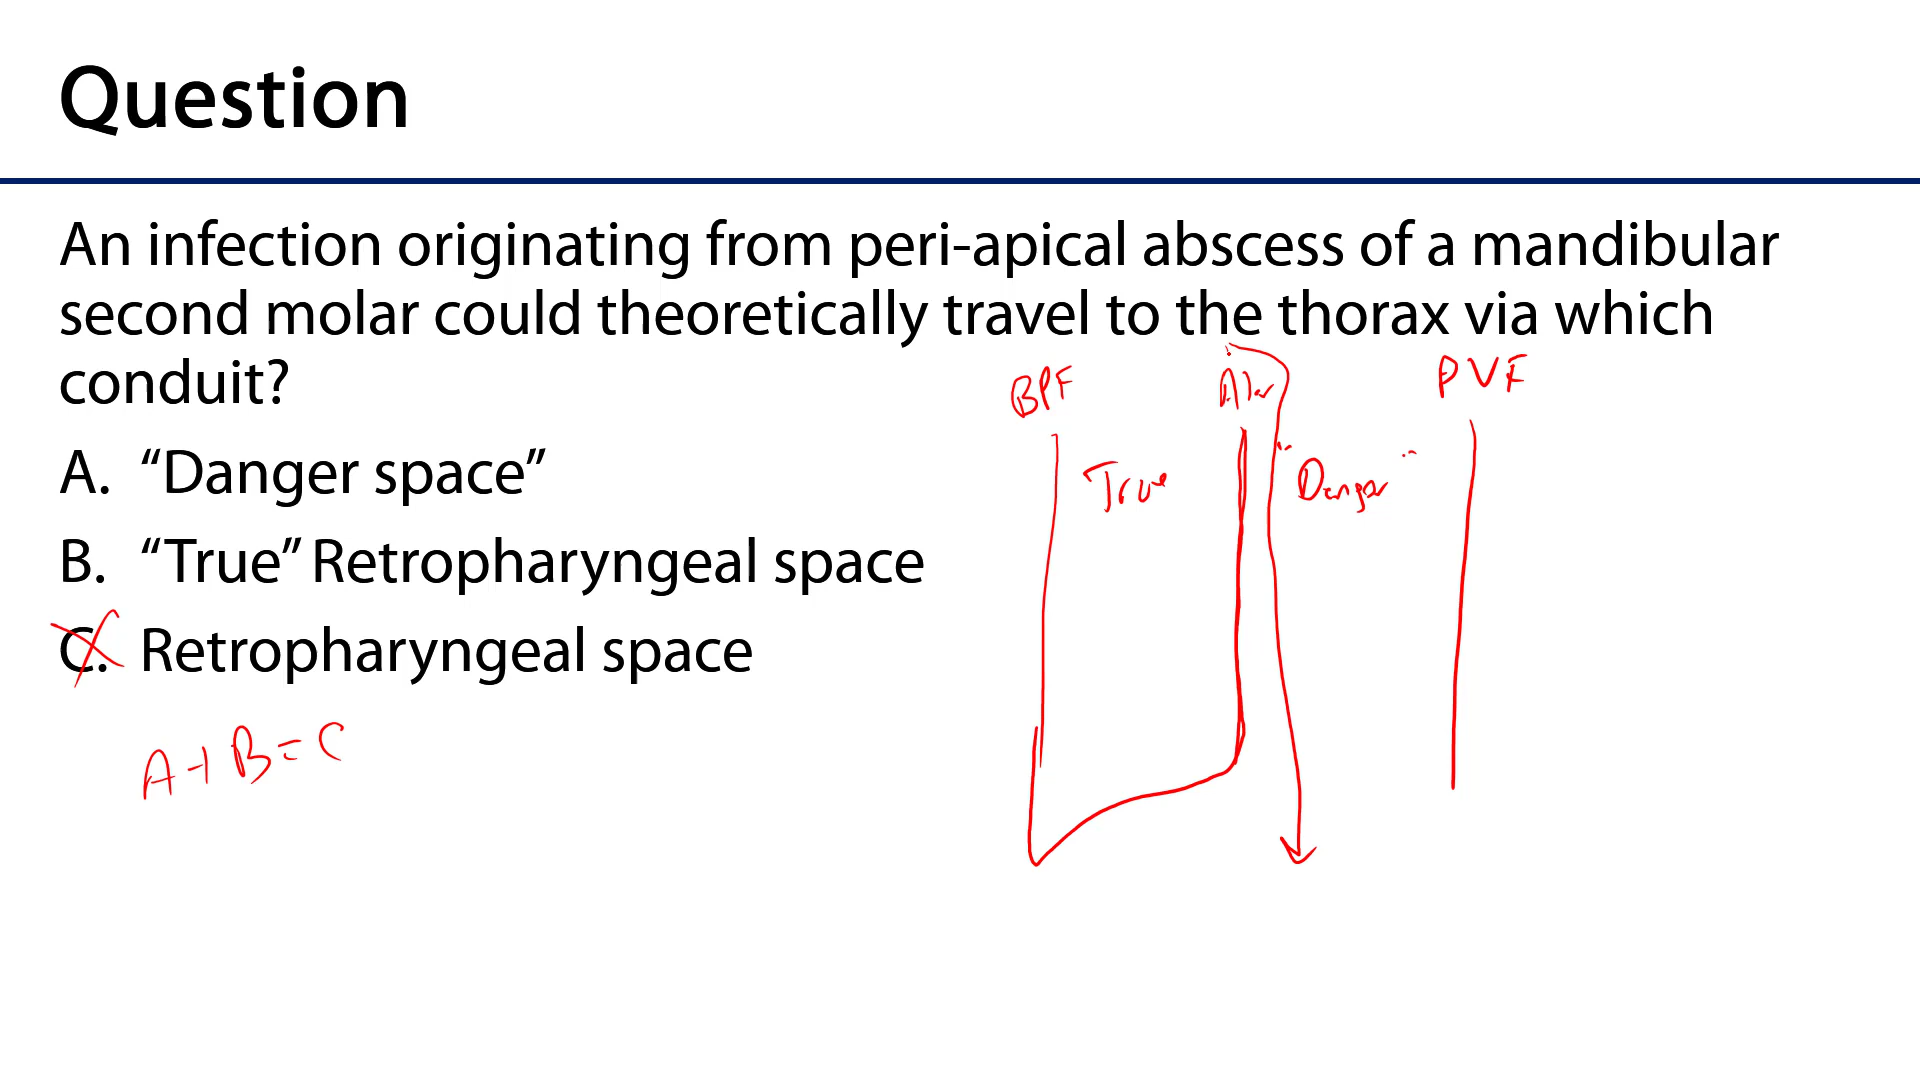 Question
An infection originating from peri-apical abscess of a mandibular
second molar could theoretically travel to the thorax via which
conduit?
BPF Alar PVF
A. “Danger space”
True "Danger"
B. “True” Retropharyngeal space
C. Retropharyngeal space
A+B=C